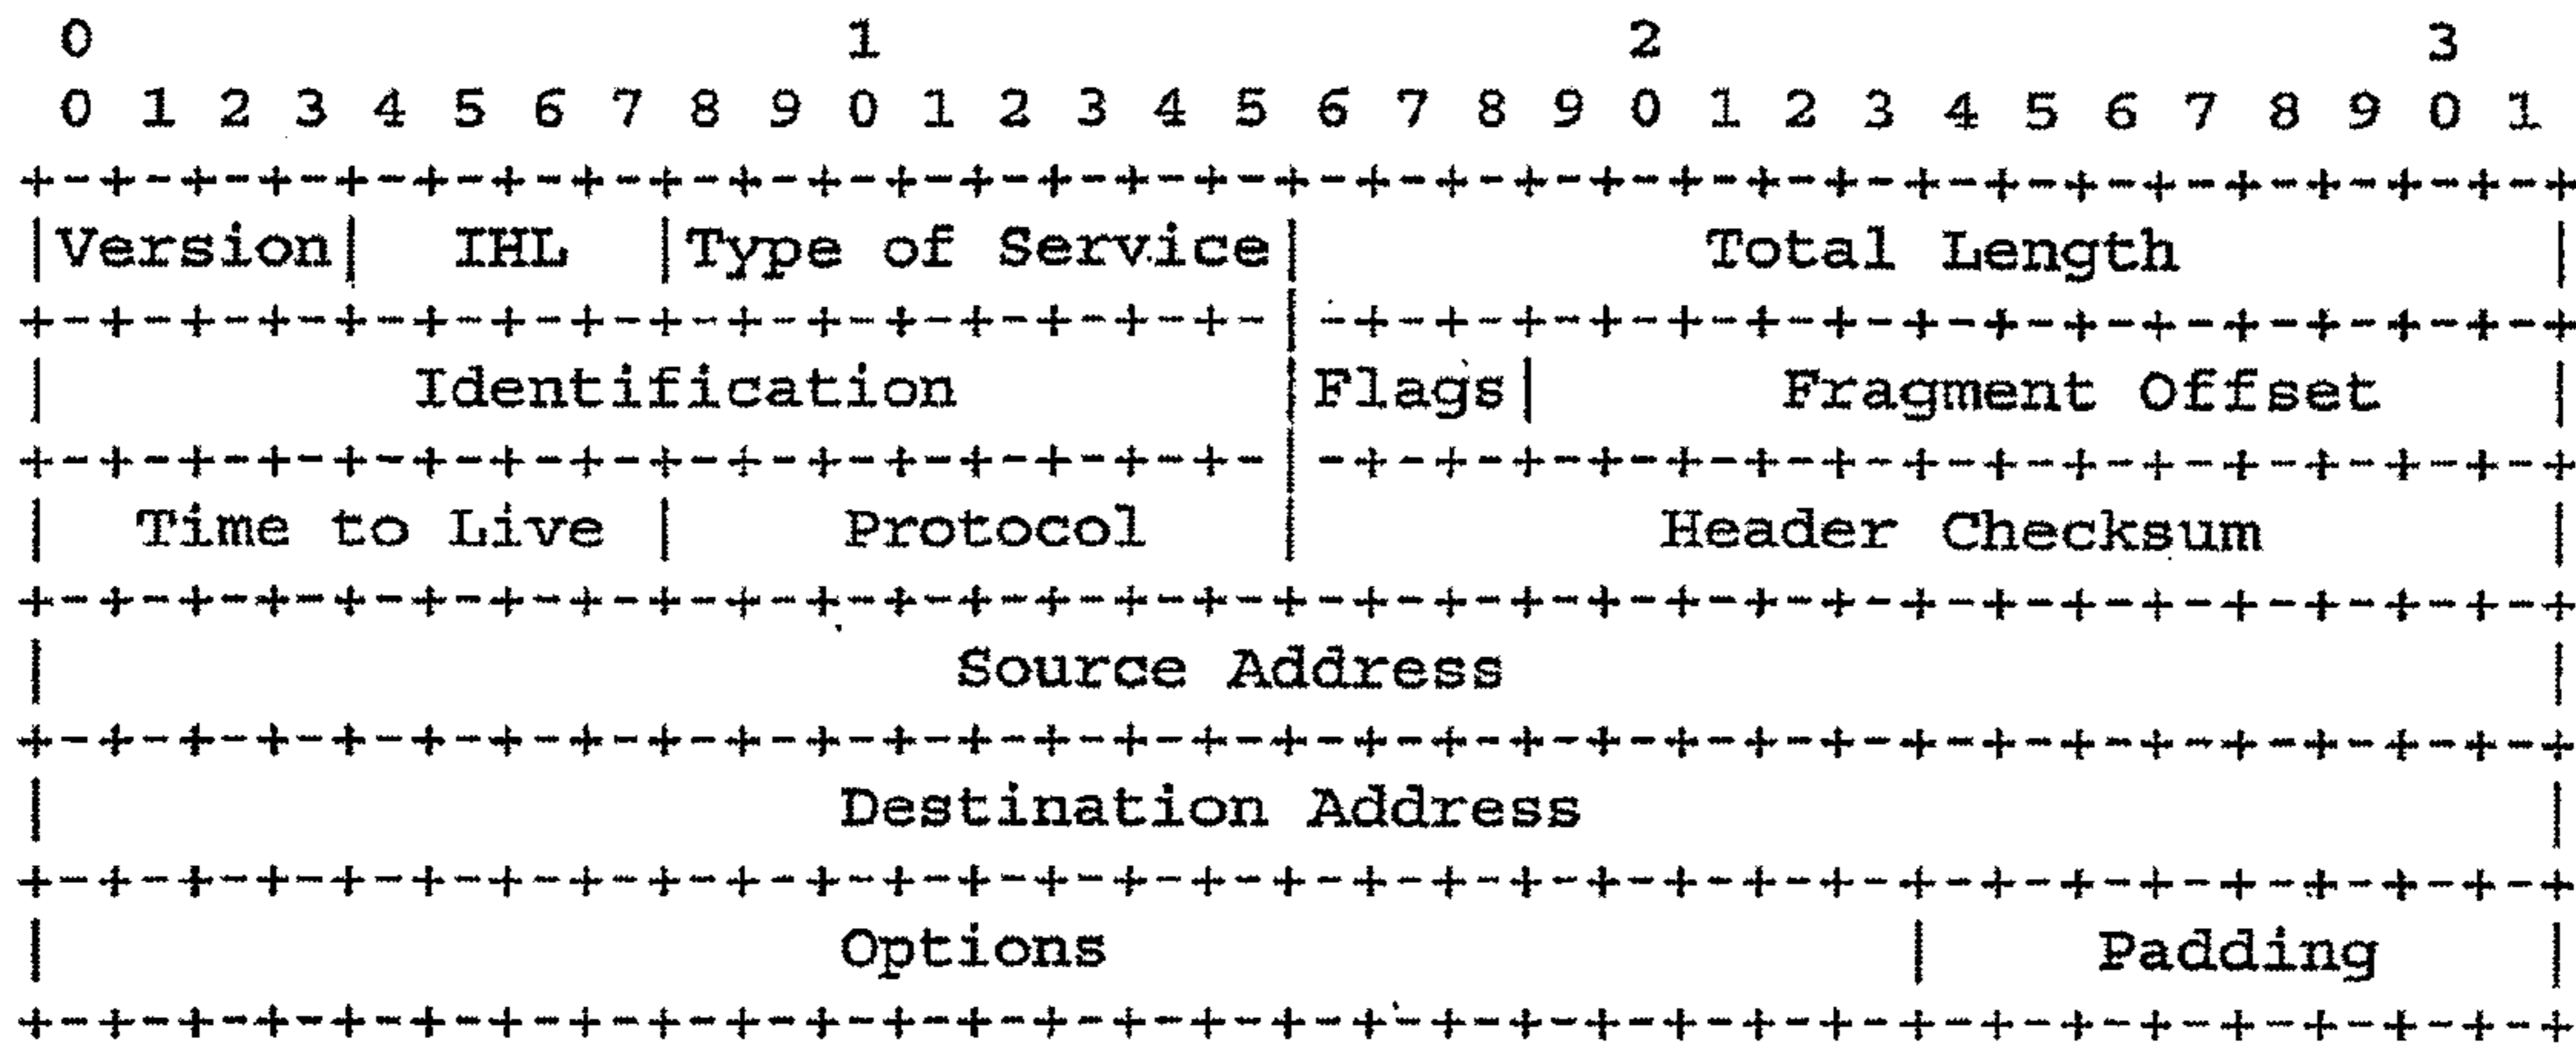 0                   1                   2                   3
0 1 2 3 4 5 6 7 8 9 0 1 2 3 4 5 6 7 8 9 0 1 2 3 4 5 6 7 8 9 0 1
+-+-+-+-+-+-+-+-+-+-+-+-+-+-+-+-+-+-+-+-+-+-+-+-+-+-+-+-+-+-+-+-+
|Version|  IHL  |Type of Service|          Total Length         |
+-+-+-+-+-+-+-+-+-+-+-+-+-+-+-+-|-+-+-+-+-+-+-+-+-+-+-+-+-+-+-+-+
|         Identification        |Flags|      Fragment Offset    |
+-+-+-+-+-+-+-+-+-+-+-+-+-+-+-+-|-+-+-+-+-+-+-+-+-+-+-+-+-+-+-+-+
|  Time to Live |    Protocol   |         Header Checksum       |
+-+-+-+-+-+-+-+-+-+-+-+-+-+-+-+-+-+-+-+-+-+-+-+-+-+-+-+-+-+-+-+-+
|                       Source Address                          |
+-+-+-+-+-+-+-+-+-+-+-+-+-+-+-+-+-+-+-+-+-+-+-+-+-+-+-+-+-+-+-+-+
|                    Destination Address                        |
+-+-+-+-+-+-+-+-+-+-+-+-+-+-+-+-+-+-+-+-+-+-+-+-+-+-+-+-+-+-+-+-+
|                    Options                    |    Padding    |
+-+-+-+-+-+-+-+-+-+-+-+-+-+-+-+-+-+-+-+-+-+-+-+-+-+-+-+-+-+-+-+-+